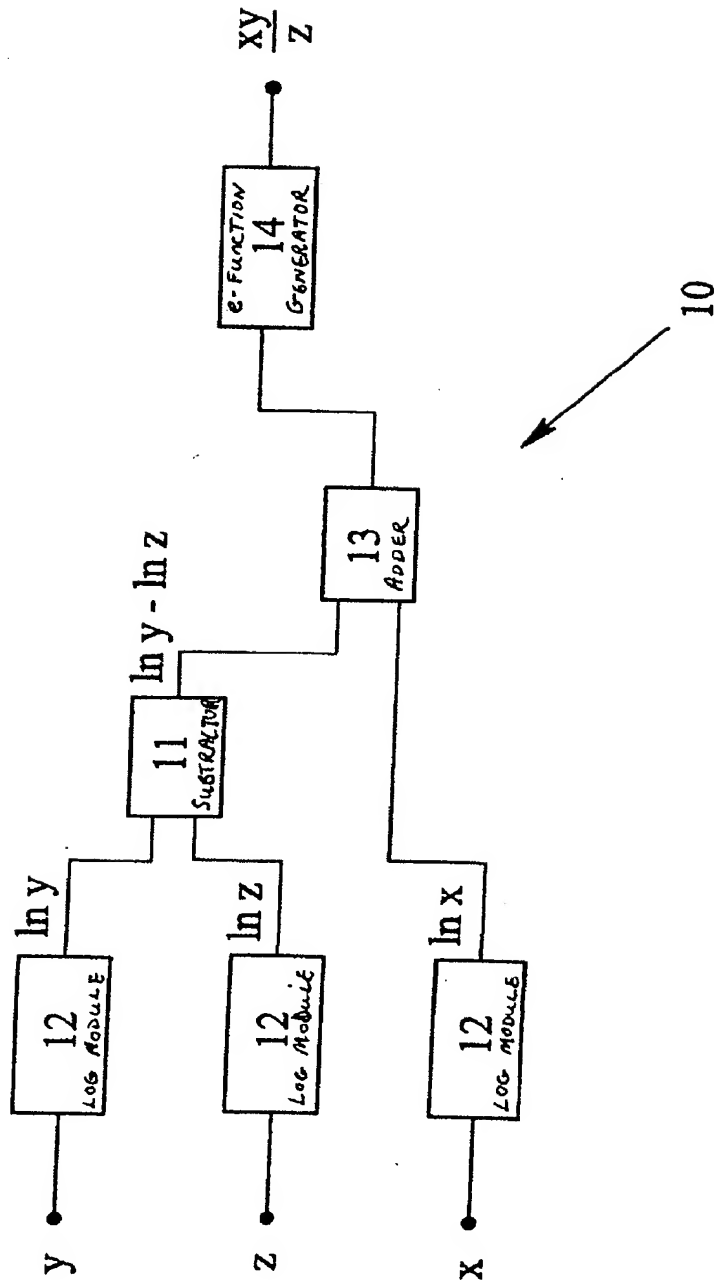 y
12
LOG MODULE
ln y
z
12
LOG MODULE
ln z
11
SUBTRACTOR
ln y - ln z
x
12
LOG MODULE
ln x
13
ADDER
e-FUNCTION
14
GENERATOR
xy
z
10